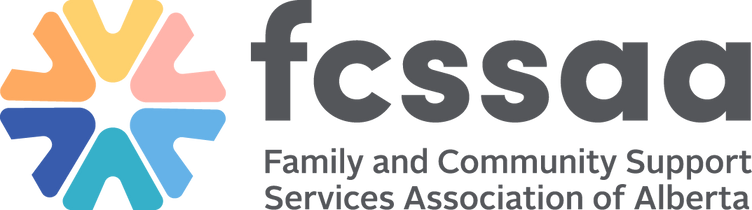 fcssaa
Family and Community Support
Services Association of Alberta